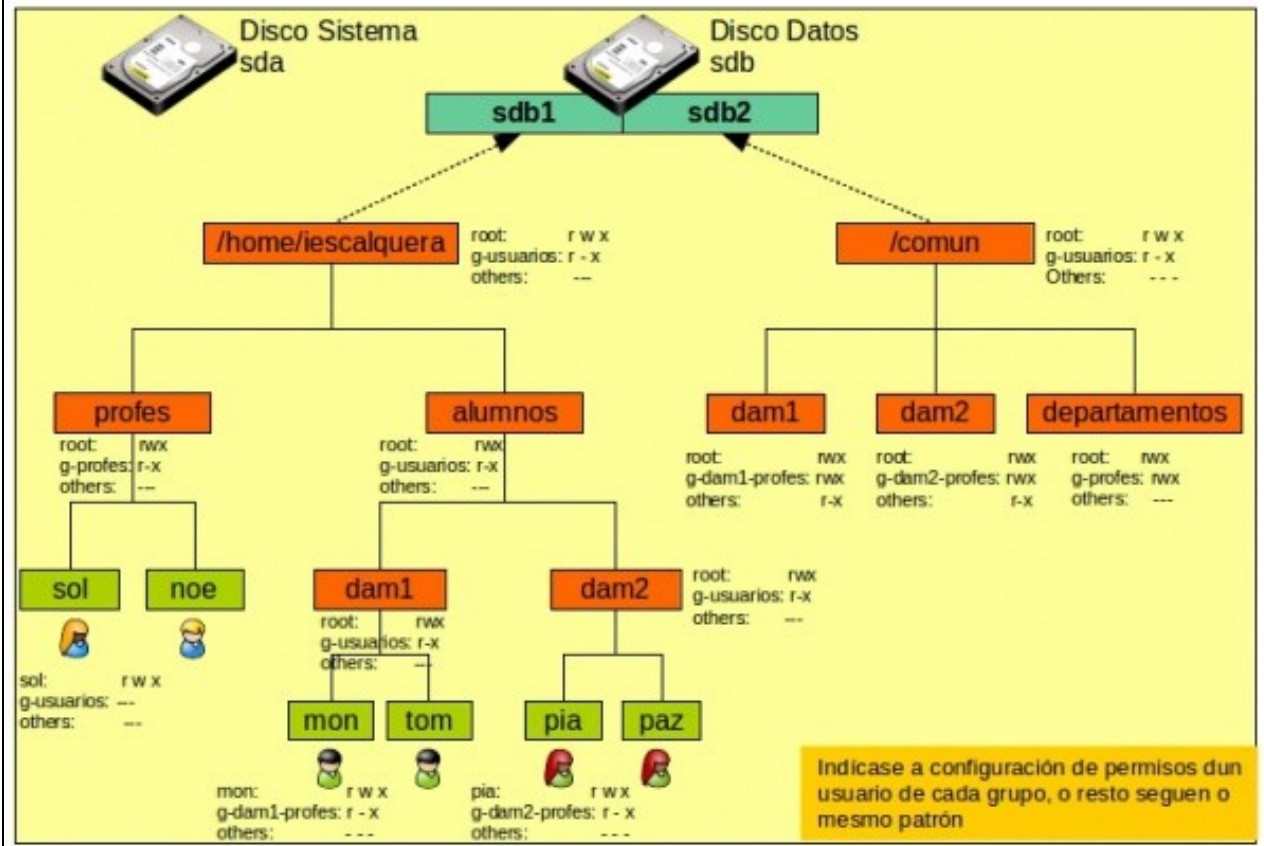 Disco Sistema
sda
Disco Datos
sdb
sdb1
sdb2
/home/iescalquera
root: r w x
g-usuarios: r - x
others: ---
/comun
root: r w x
g-usuarios: r - x
Others: - - -
profes
root: rwx
g-profes: r-x
others: ---
alumnos
root: rwx
g-usuarios: r-x
others: ---
dam1
root: rwx
g-dam1-profes: rwx
others: r-x
dam2
root: rwx
g-dam2-profes: rwx
others: r-x
departamentos
root: rwx
g-profes: rwx
others: ---
sol
noe
sol: r w x
g-usuarios: ---
others: ---
dam1
root: rwx
g-usuarios: r-x
others: ---
dam2
root: rwx
g-usuarios: r-x
others: ---
mon
tom
mon: r w x
g-dam1-profes: r - x
others: - - -
pia
paz
pia: r w x
g-dam2-profes: r - x
others: - - -
Indícase a configuración de permisos dun
usuario de cada grupo, o resto seguen o
mesmo patrón